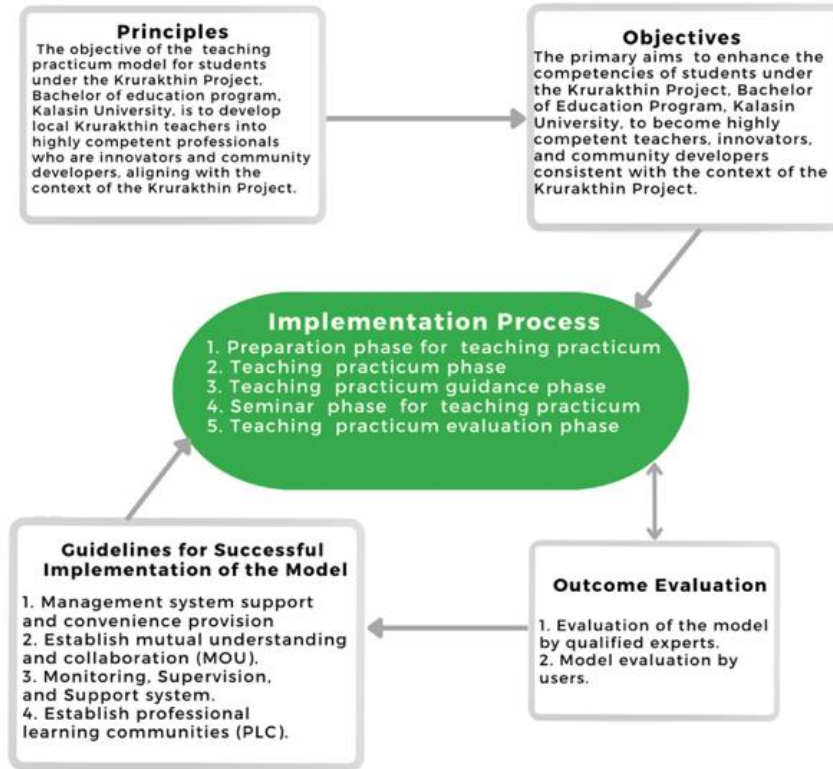 Principles
The objective of the teaching
practicum model for students
under the Krurakthin Project,
Bachelor of education program,
Kalasin University, is to develop
local Krurakthin teachers into
highly competent professionals
who are innovators and community
developers, aligning with the
context of the Krurakthin Project.
Objectives
The primary aims to enhance the
competencies of students under
the Krurakthin Project, Bachelor
of Education Program, Kalasin
University, to become highly
competent teachers, innovators,
and community developers
consistent with the context of the
Krurakthin Project.
Implementation Process
1. Preparation phase for teaching practicum
2. Teaching practicum phase
3. Teaching practicum guidance phase
4. Seminar phase for teaching practicum
5. Teaching practicum evaluation phase
Guidelines for Successful
Implementation of the Model
1. Management system support
and convenience provision
2. Establish mutual understanding
and collaboration (MOU).
3. Monitoring, Supervision,
and Support system.
4. Establish professional
learning communities (PLC).
Outcome Evaluation
1. Evaluation of the model
by qualified experts.
2. Model evaluation by
users.